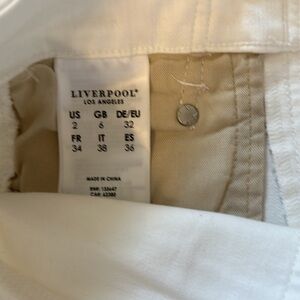 LIVERPOOL
LOS ANGELES
US GB DE/EU
2 6 32
FR IT ES
34 38 36
MADE IN CHINA